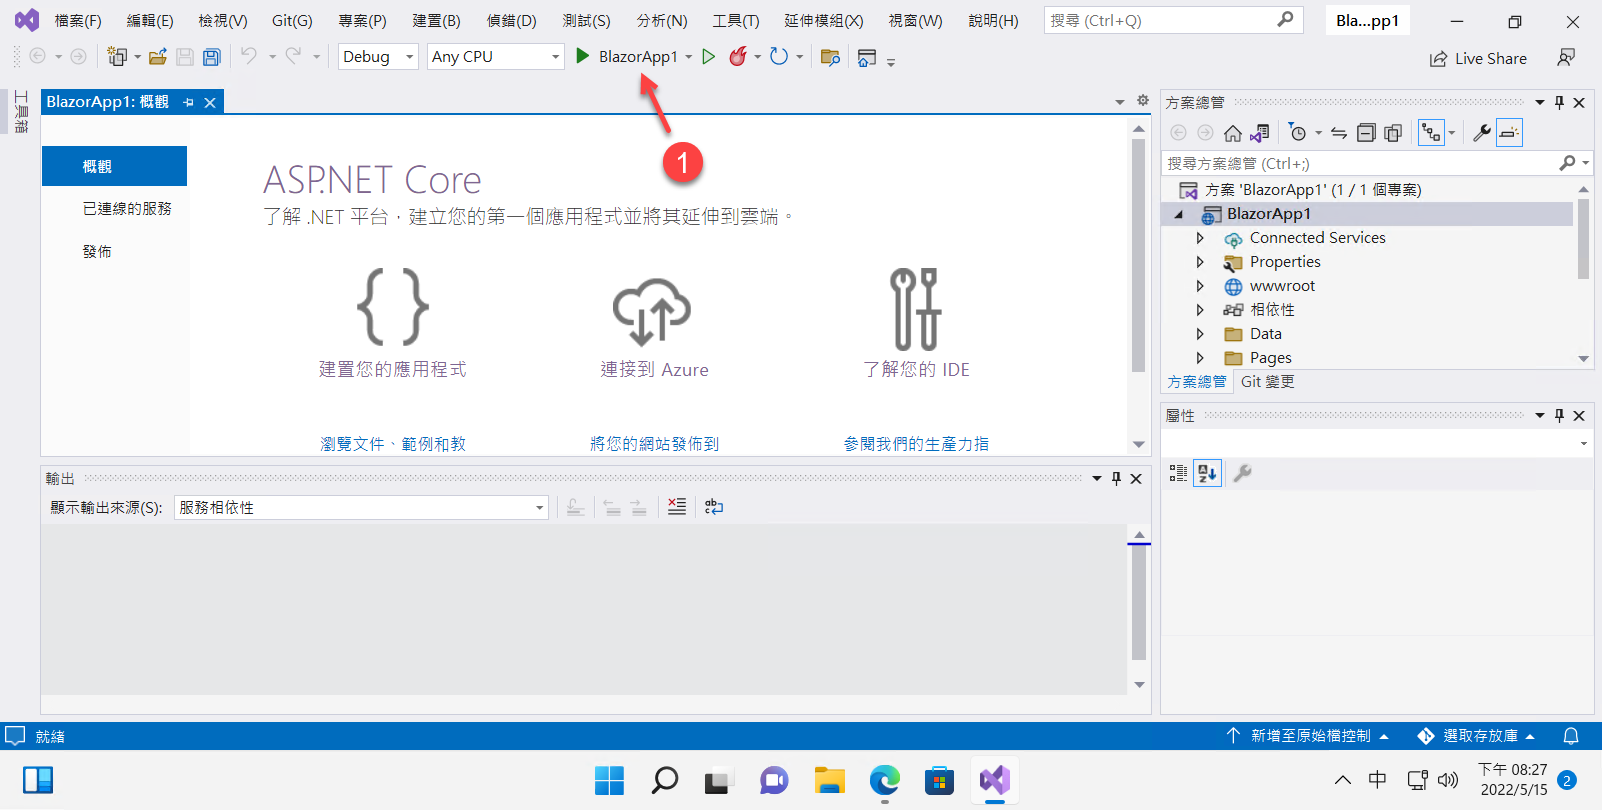 檔案(F) 編輯(E) 檢視(V) Git(G) 專案(P) 建置(B) 偵錯(D) 測試(S) 分析(N) 工具(T) 延伸模組(X) 視窗(W) 說明(H) 搜尋 (Ctrl+Q) Bla...pp1
Debug Any CPU BlazorApp1 Live Share
工具箱
BlazorApp1: 概觀
1
概觀
已連線的服務
發佈
ASP.NET Core
了解 .NET 平台，建立您的第一個應用程式並將其延伸到雲端。
建置您的應用程式 連接到 Azure 了解您的 IDE
瀏覽文件、範例和教 將您的網站發佈到 參閱我們的生產力指
輸出
顯示輸出來源(S): 服務相依性
方案總管
搜尋方案總管 (Ctrl+;)
方案 'BlazorApp1' (1 / 1 個專案)
BlazorApp1
Connected Services
Properties
wwwroot
相依性
Data
Pages
方案總管 Git 變更
屬性
就緒 新增至原始檔控制 選取存放庫
中 下午 08:27
2022/5/15 2